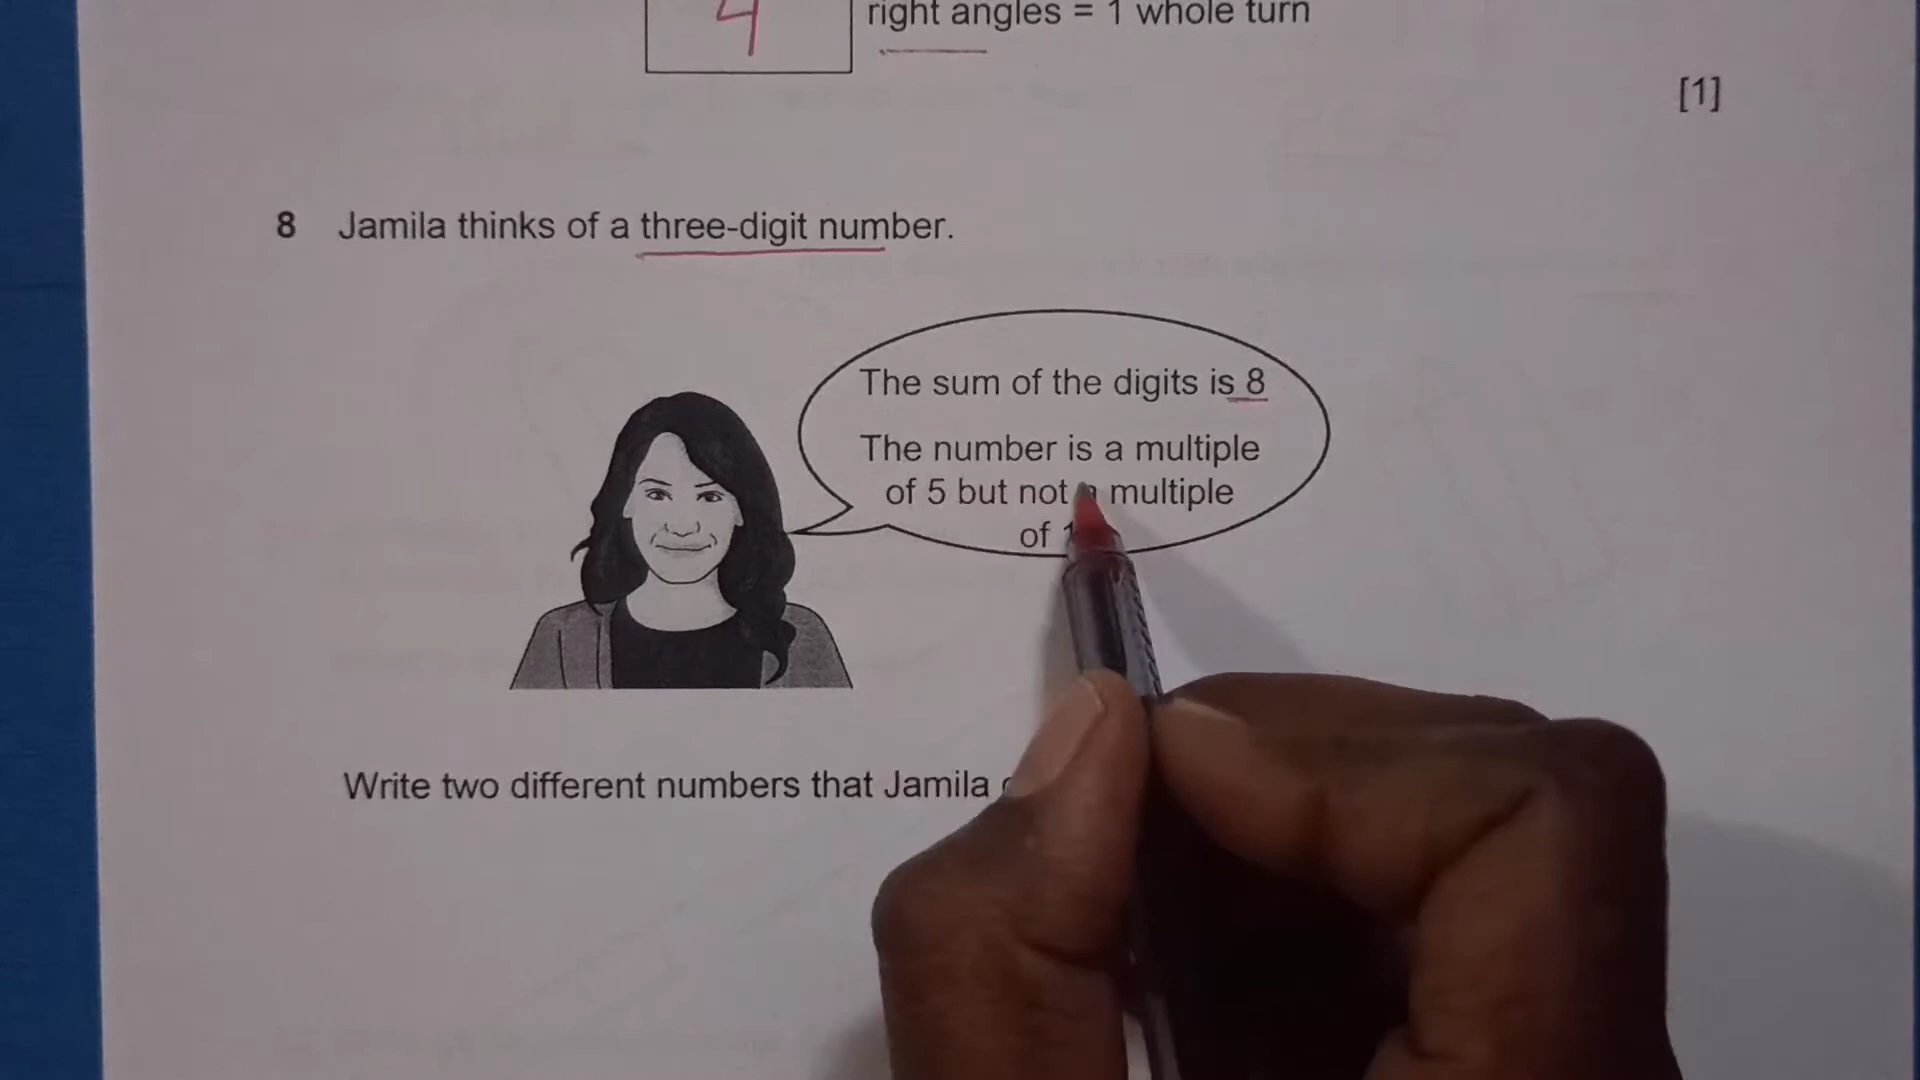 4 right angles = 1 whole turn
[1]
8 Jamila thinks of a three-digit number.
The sum of the digits is 8
The number is a multiple
of 5 but not a multiple
of
Write two different numbers that Jamila